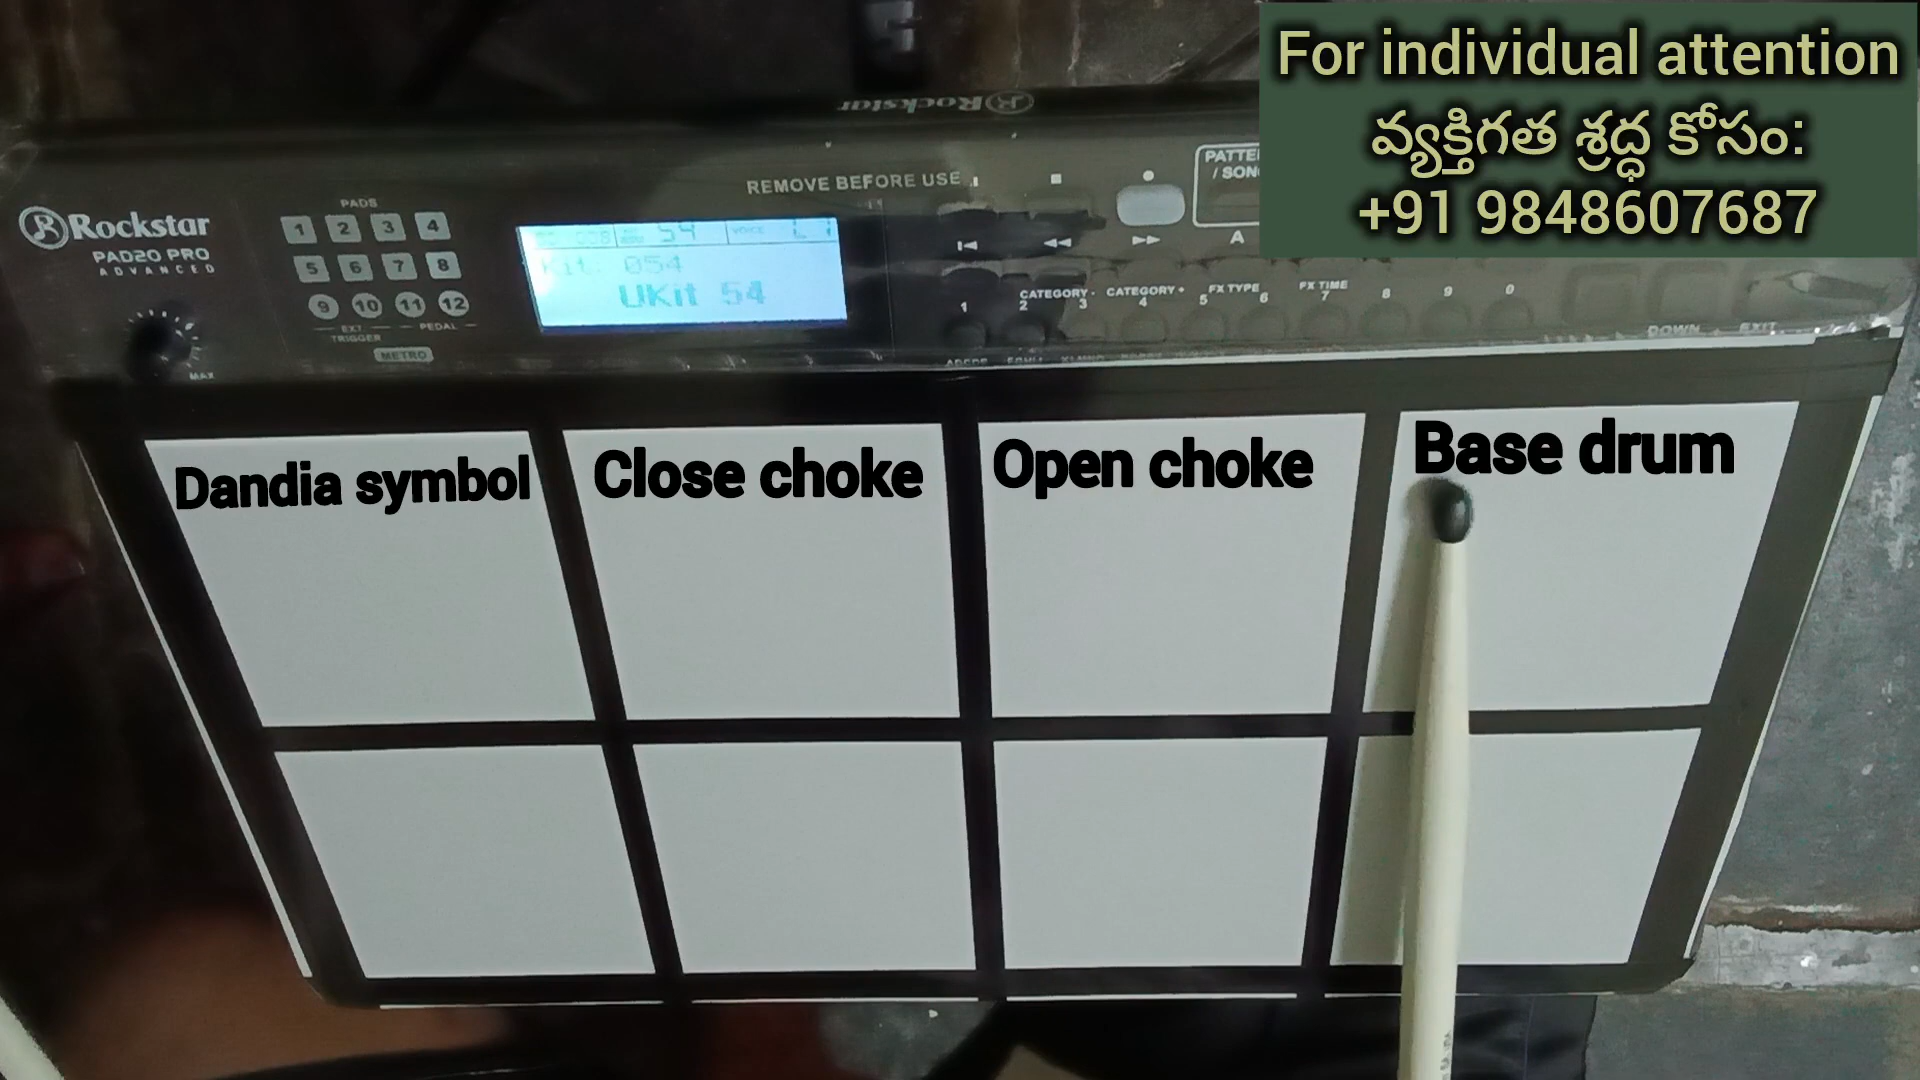 For individual attention
వ్యక్తిగత శ్రద్ధ కోసం:
+91 9848607687
Rockstar
REMOVE BEFORE USE
PATTE
/ SON
A
Rockstar
PAD20 PRO
ADVANCED
PADS
1 2 3 4
5 6 7 8
9 10 11 12
EXT. TRIGGER
PEDAL
METRO
MAX
54
VOICE
Kit: 054
UKit 54
CATEGORY - CATEGORY + FX TYPE FX TIME
1 2 3 4 5 6 7 8 9 0
DOWN EXIT
Dandia symbol
Close choke
Open choke
Base drum